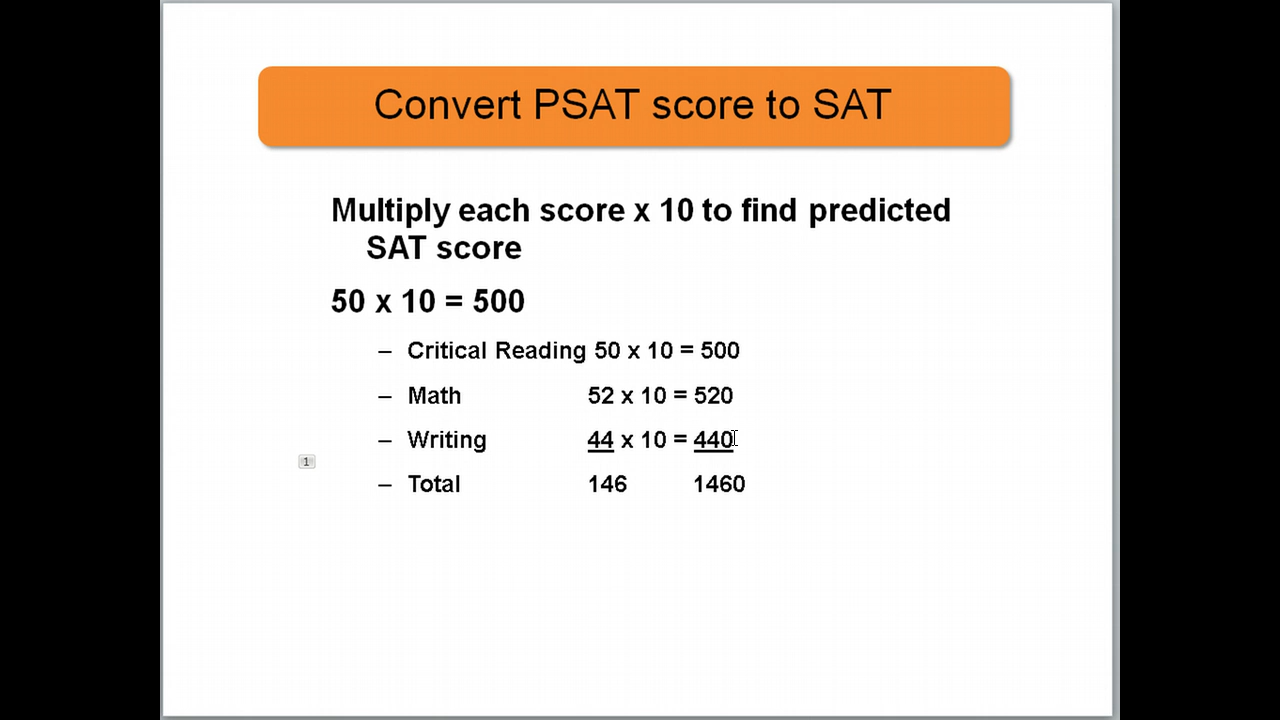 Convert PSAT score to SAT
Multiply each score x 10 to find predicted
SAT score
50 x 10 = 500
– Critical Reading 50 x 10 = 500
– Math 52 x 10 = 520
– Writing 44 x 10 = 440
1
– Total 146 1460